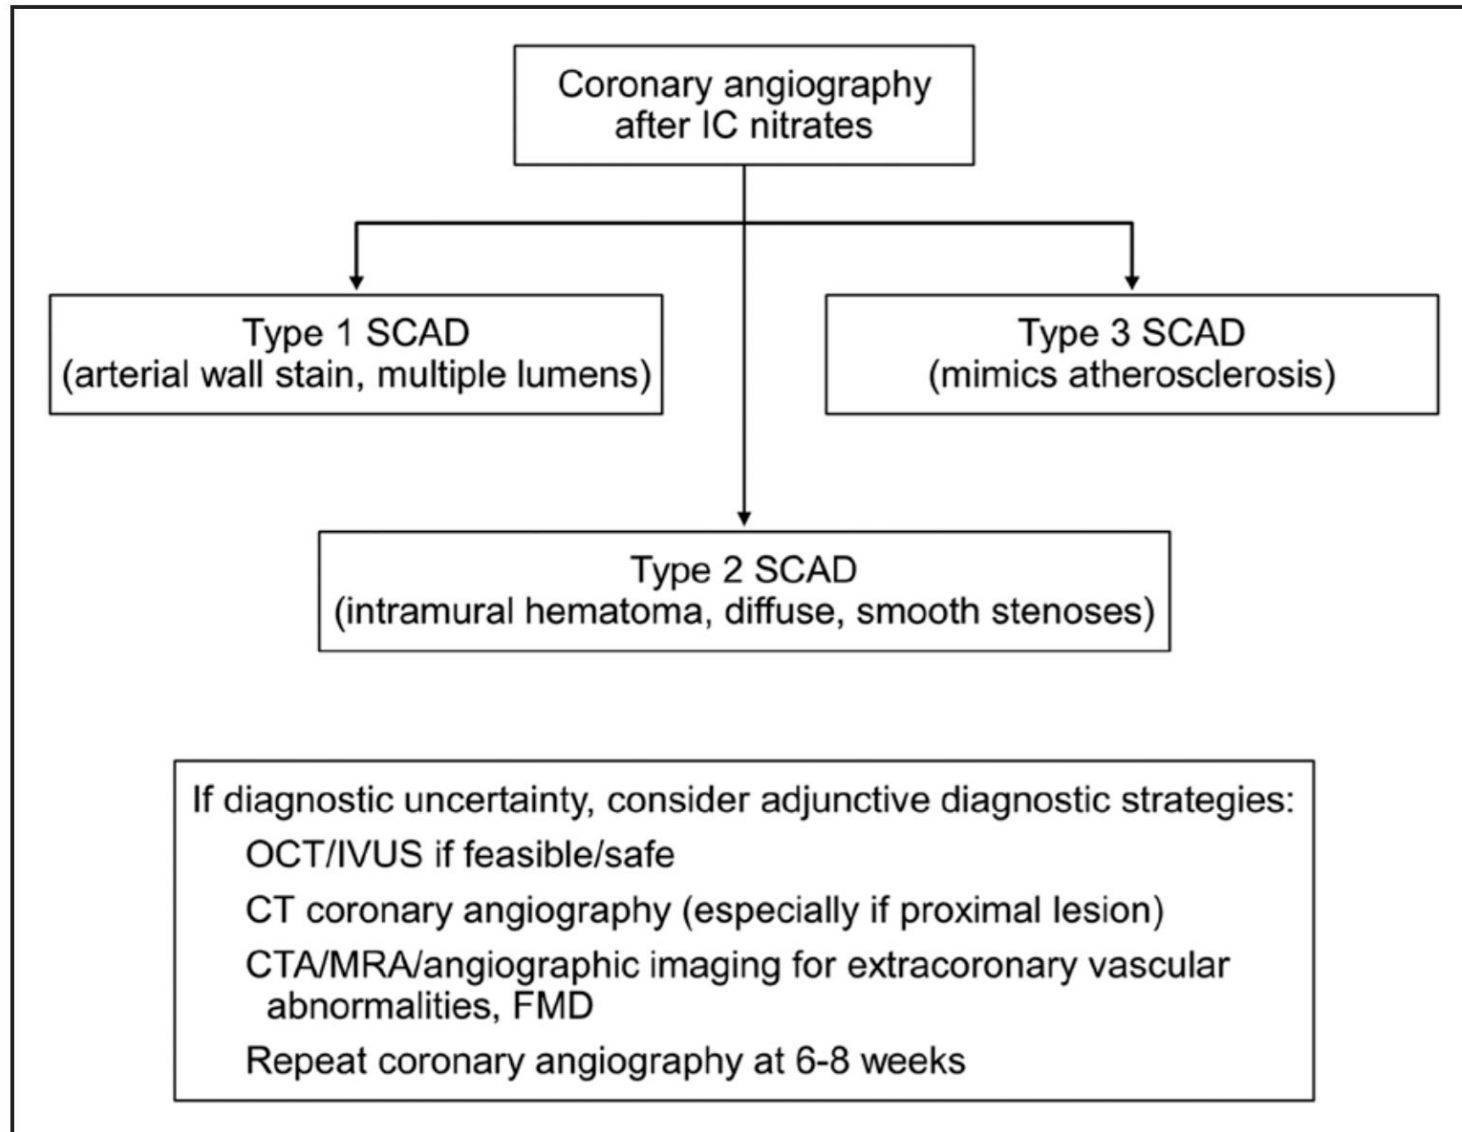 Coronary angiography
after IC nitrates
Type 1 SCAD
(arterial wall stain, multiple lumens)
Type 3 SCAD
(mimics atherosclerosis)
Type 2 SCAD
(intramural hematoma, diffuse, smooth stenoses)
If diagnostic uncertainty, consider adjunctive diagnostic strategies:
OCT/IVUS if feasible/safe
CT coronary angiography (especially if proximal lesion)
CTA/MRA/angiographic imaging for extracoronary vascular
abnormalities, FMD
Repeat coronary angiography at 6-8 weeks